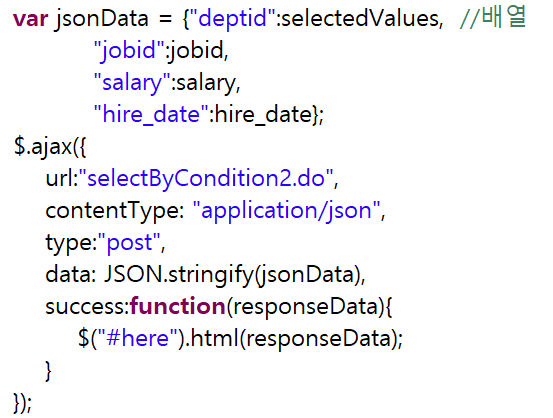 var jsonData = {"deptid":selectedValues,  //배열
"jobid":jobid,
"salary":salary,
"hire_date":hire_date};
$.ajax({
url:"selectByCondition2.do",
contentType: "application/json",
type:"post",
data: JSON.stringify(jsonData),
success:function(responseData){
$("#here").html(responseData);
}
});